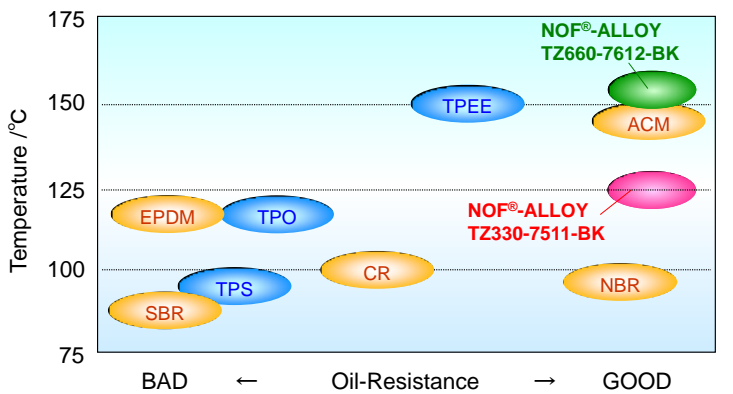 175
NOF®-ALLOY
TZ660-7612-BK
150
TPEE
ACM
125
EPDM
TPO
NOF®-ALLOY
TZ330-7511-BK
100
CR
NBR
TPS
SBR
75
Temperature /°C
BAD ← Oil-Resistance → GOOD